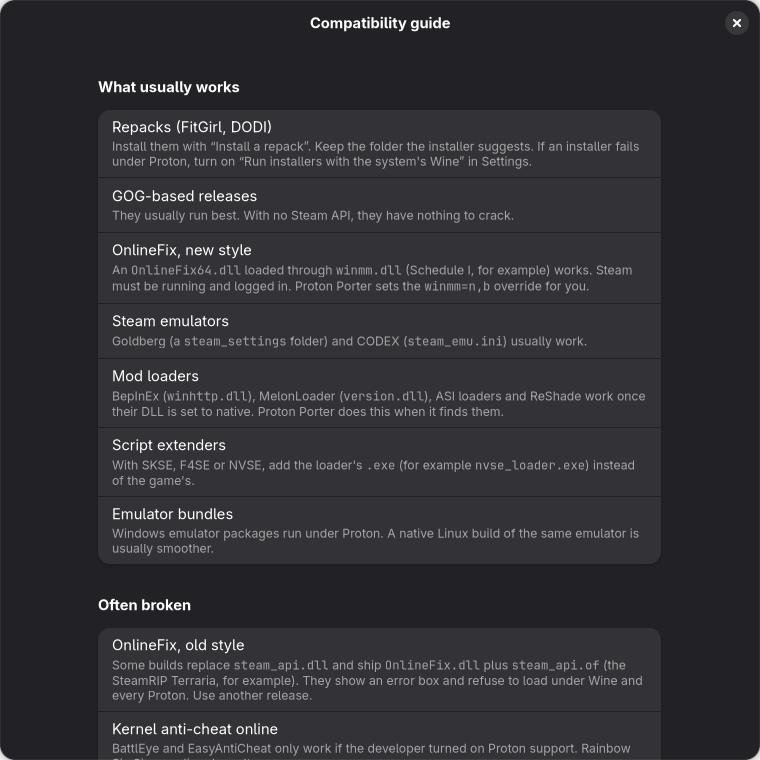 Compatibility guide
What usually works
Repacks (FitGirl, DODI)
Install them with “Install a repack”. Keep the folder the installer suggests. If an installer fails
under Proton, turn on “Run installers with the system's Wine” in Settings.
GOG-based releases
They usually run best. With no Steam API, they have nothing to crack.
OnlineFix, new style
An OnlineFix64.dll loaded through winmm.dll (Schedule I, for example) works. Steam
must be running and logged in. Proton Porter sets the winmm=n,b override for you.
Steam emulators
Goldberg (a steam_settings folder) and CODEX (steam_emu.ini) usually work.
Mod loaders
BepInEx (winhttp.dll), MelonLoader (version.dll), ASI loaders and ReShade work once
their DLL is set to native. Proton Porter does this when it finds them.
Script extenders
With SKSE, F4SE or NVSE, add the loader's .exe (for example nvse_loader.exe) instead
of the game's.
Emulator bundles
Windows emulator packages run under Proton. A native Linux build of the same emulator is
usually smoother.
Often broken
OnlineFix, old style
Some builds replace steam_api.dll and ship OnlineFix.dll plus steam_api.of (the
SteamRIP Terraria, for example). They show an error box and refuse to load under Wine and
every Proton. Use another release.
Kernel anti-cheat online
BattlEye and EasyAntiCheat only work if the developer turned on Proton support. Rainbow